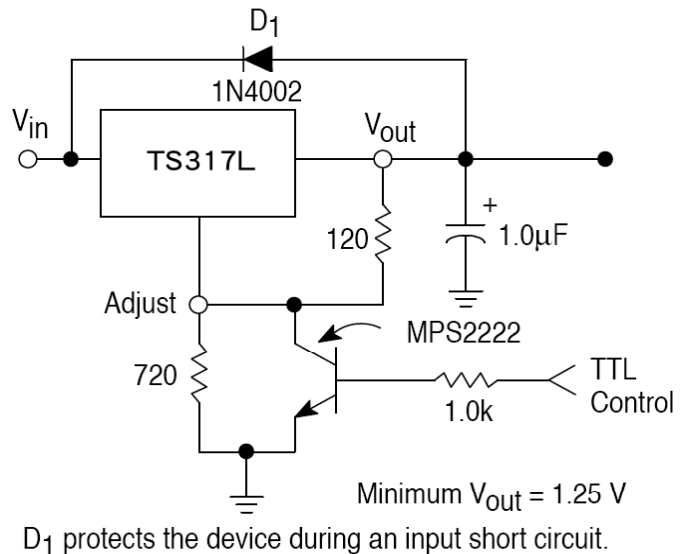 D1
1N4002
Vin
Vout
TS317L
+
120
1.0µF
Adjust
MPS2222
720
1.0k
TTL
Control
Minimum Vout = 1.25 V
D1 protects the device during an input short circuit.